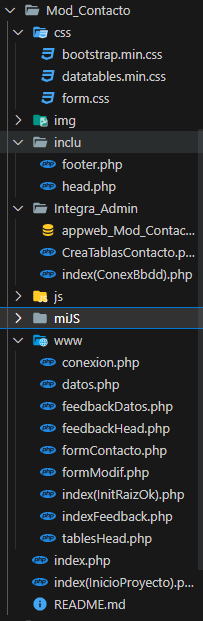 Mod_Contacto
css
bootstrap.min.css
datatables.min.css
form.css
img
inclu
footer.php
head.php
Integra_Admin
appweb_Mod_Contac...
CreaTablasContacto.p...
index(ConexBbdd).php
js
miJS
www
conexion.php
datos.php
feedbackDatos.php
feedbackHead.php
formContacto.php
formModif.php
index(InitRaizOk).php
indexFeedback.php
tablesHead.php
index.php
index(InicioProyecto).p...
README.md